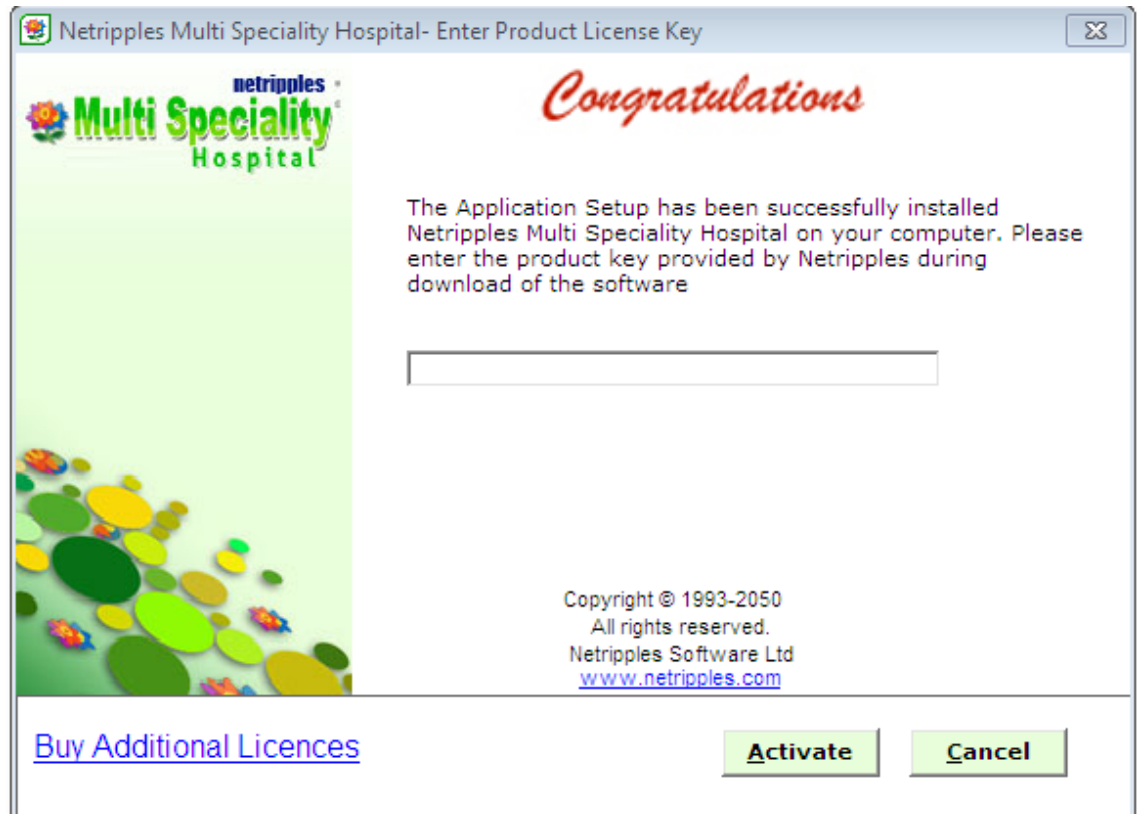 Netripples Multi Speciality Hospital- Enter Product License Key
netripples
Multi Speciality
Hospital
Congratulations
The Application Setup has been successfully installed
Netripples Multi Speciality Hospital on your computer. Please
enter the product key provided by Netripples during
download of the software
Copyright © 1993-2050
All rights reserved.
Netripples Software Ltd
www.netripples.com
Buy Additional Licences
Activate
Cancel